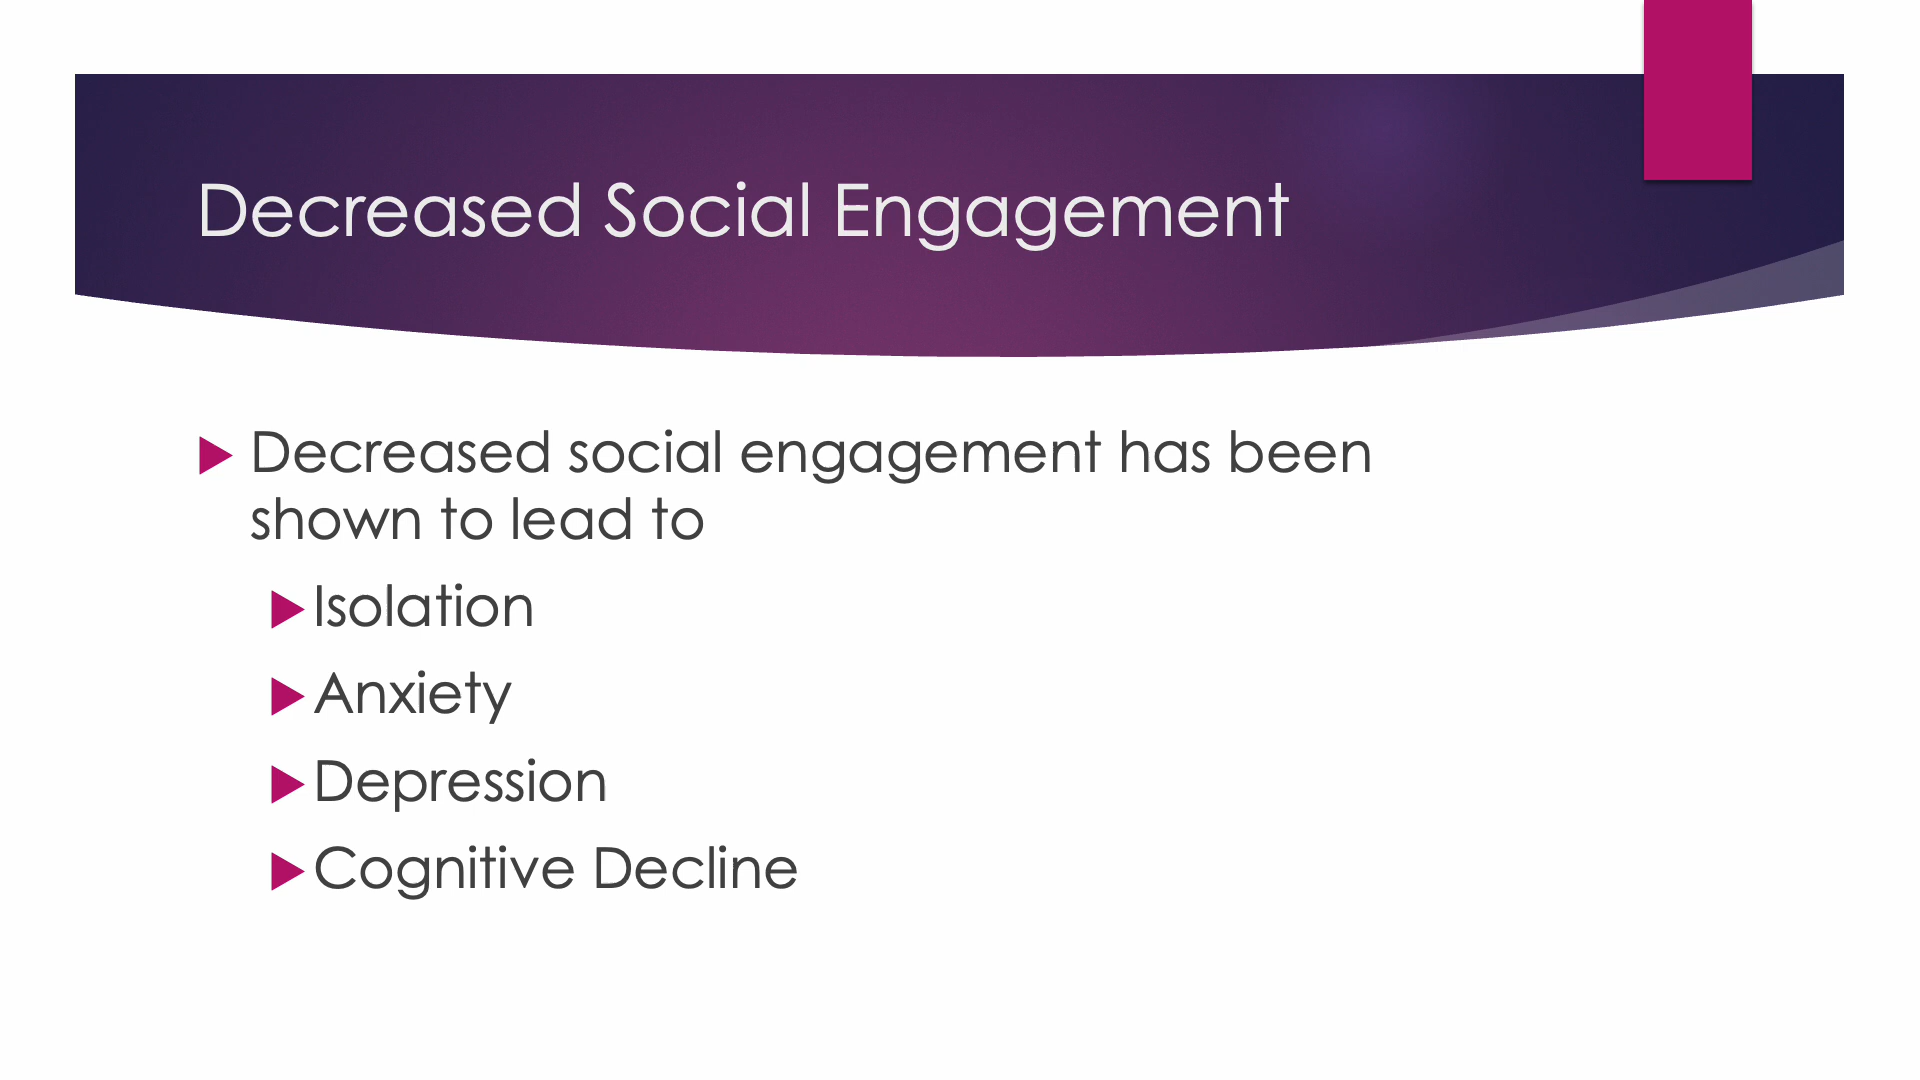 Decreased Social Engagement
Decreased social engagement has been
shown to lead to
Isolation
Anxiety
Depression
Cognitive Decline